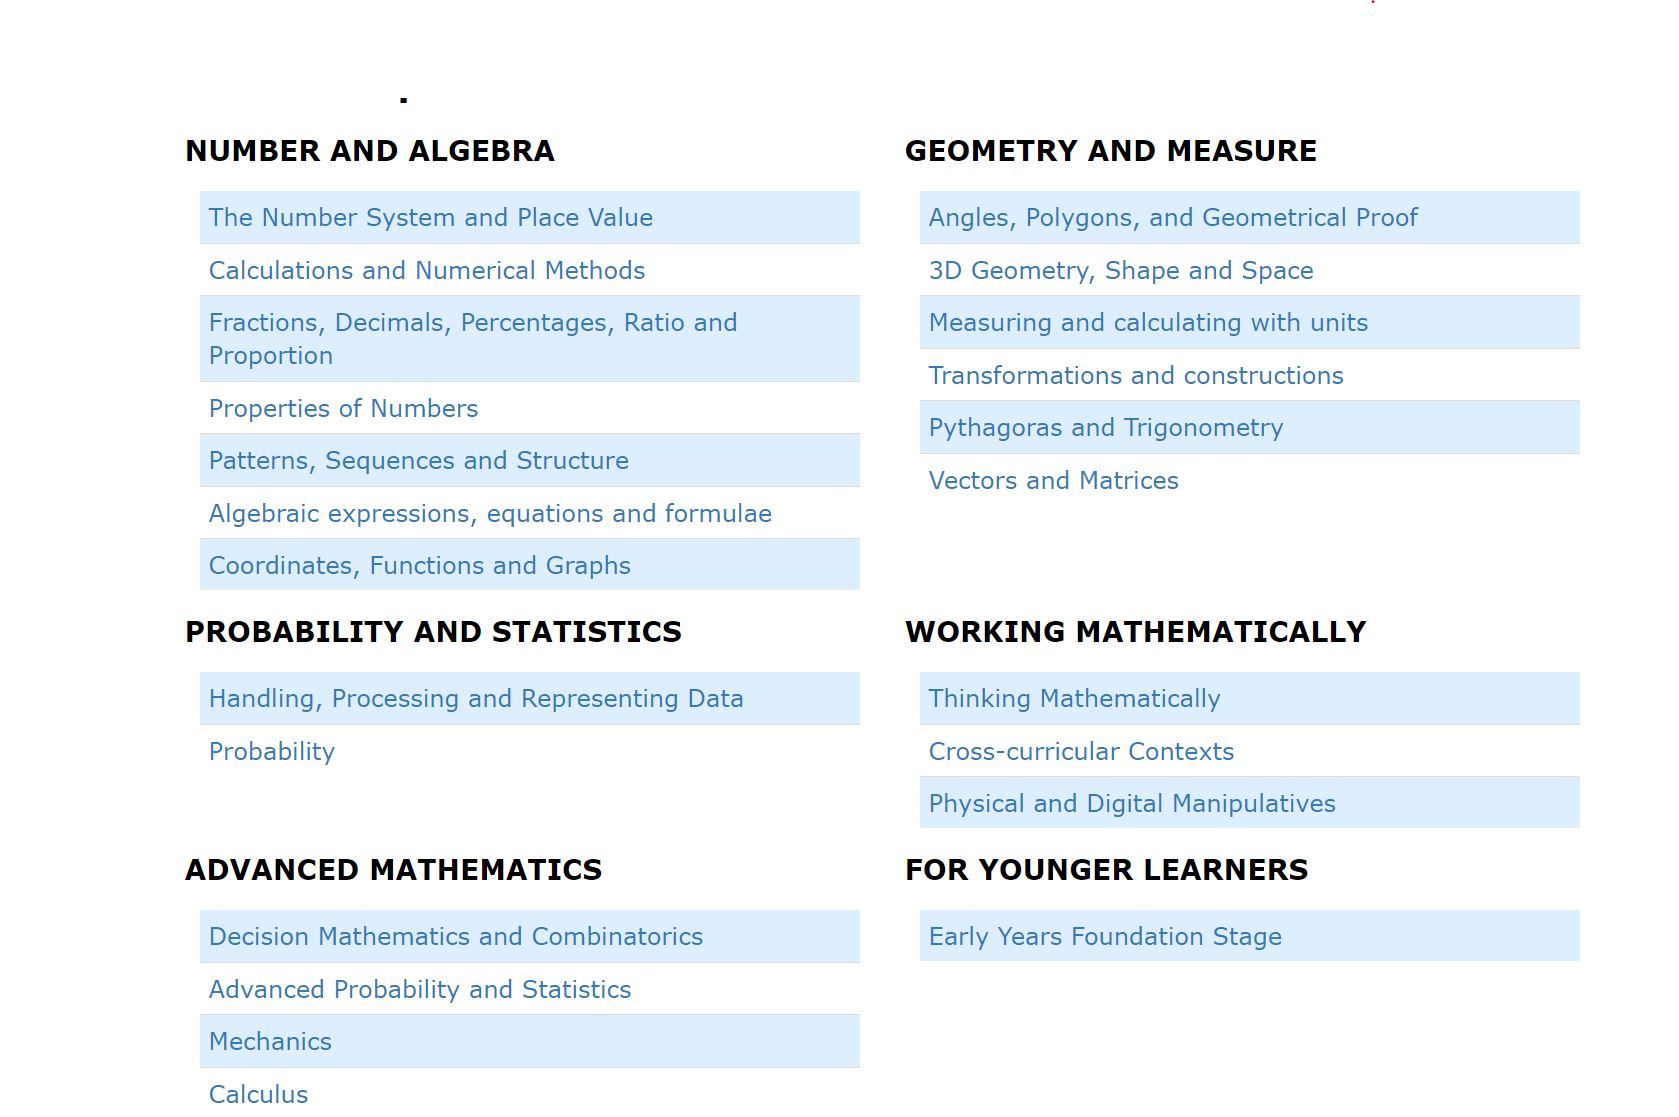 NUMBER AND ALGEBRA
The Number System and Place Value
Calculations and Numerical Methods
Fractions, Decimals, Percentages, Ratio and
Proportion
Properties of Numbers
Patterns, Sequences and Structure
Algebraic expressions, equations and formulae
Coordinates, Functions and Graphs
GEOMETRY AND MEASURE
Angles, Polygons, and Geometrical Proof
3D Geometry, Shape and Space
Measuring and calculating with units
Transformations and constructions
Pythagoras and Trigonometry
Vectors and Matrices
PROBABILITY AND STATISTICS
Handling, Processing and Representing Data
Probability
WORKING MATHEMATICALLY
Thinking Mathematically
Cross-curricular Contexts
Physical and Digital Manipulatives
ADVANCED MATHEMATICS
Decision Mathematics and Combinatorics
Advanced Probability and Statistics
Mechanics
Calculus
FOR YOUNGER LEARNERS
Early Years Foundation Stage